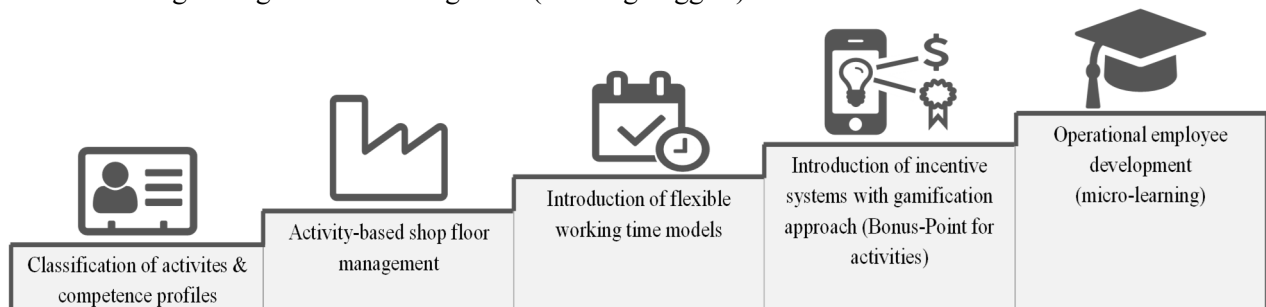 Classification of activites &
competence profiles
Activity-based shop floor
management
Introduction of flexible
working time models
Introduction of incentive
systems with gamification
approach (Bonus-Point for
activities)
Operational employee
development
(micro-learning)